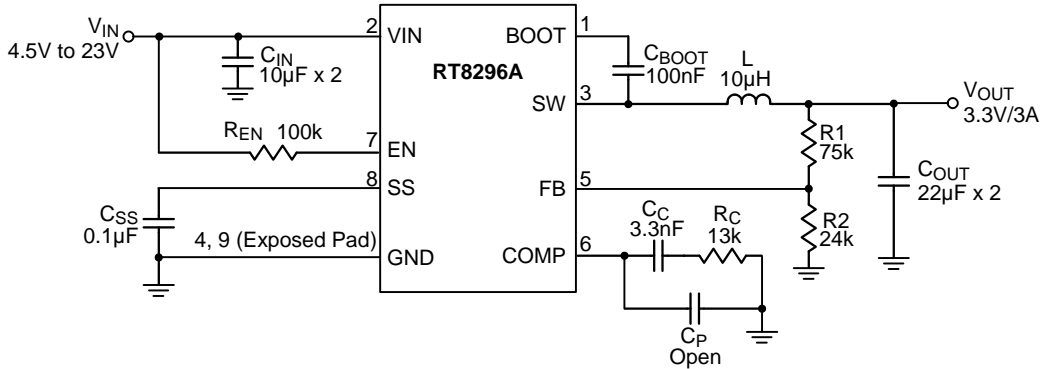 VIN
4.5V to 23V
CIN
10µF x 2
REN 100k
CSS
0.1µF
4, 9 (Exposed Pad)
2
7
8
VIN
EN
SS
GND
RT8296A
BOOT
SW
FB
COMP
1
3
5
6
CBOOT
100nF
L
10µH
VOUT
3.3V/3A
R1
75k
COUT
22µF x 2
R2
24k
CC
3.3nF
RC
13k
CP
Open